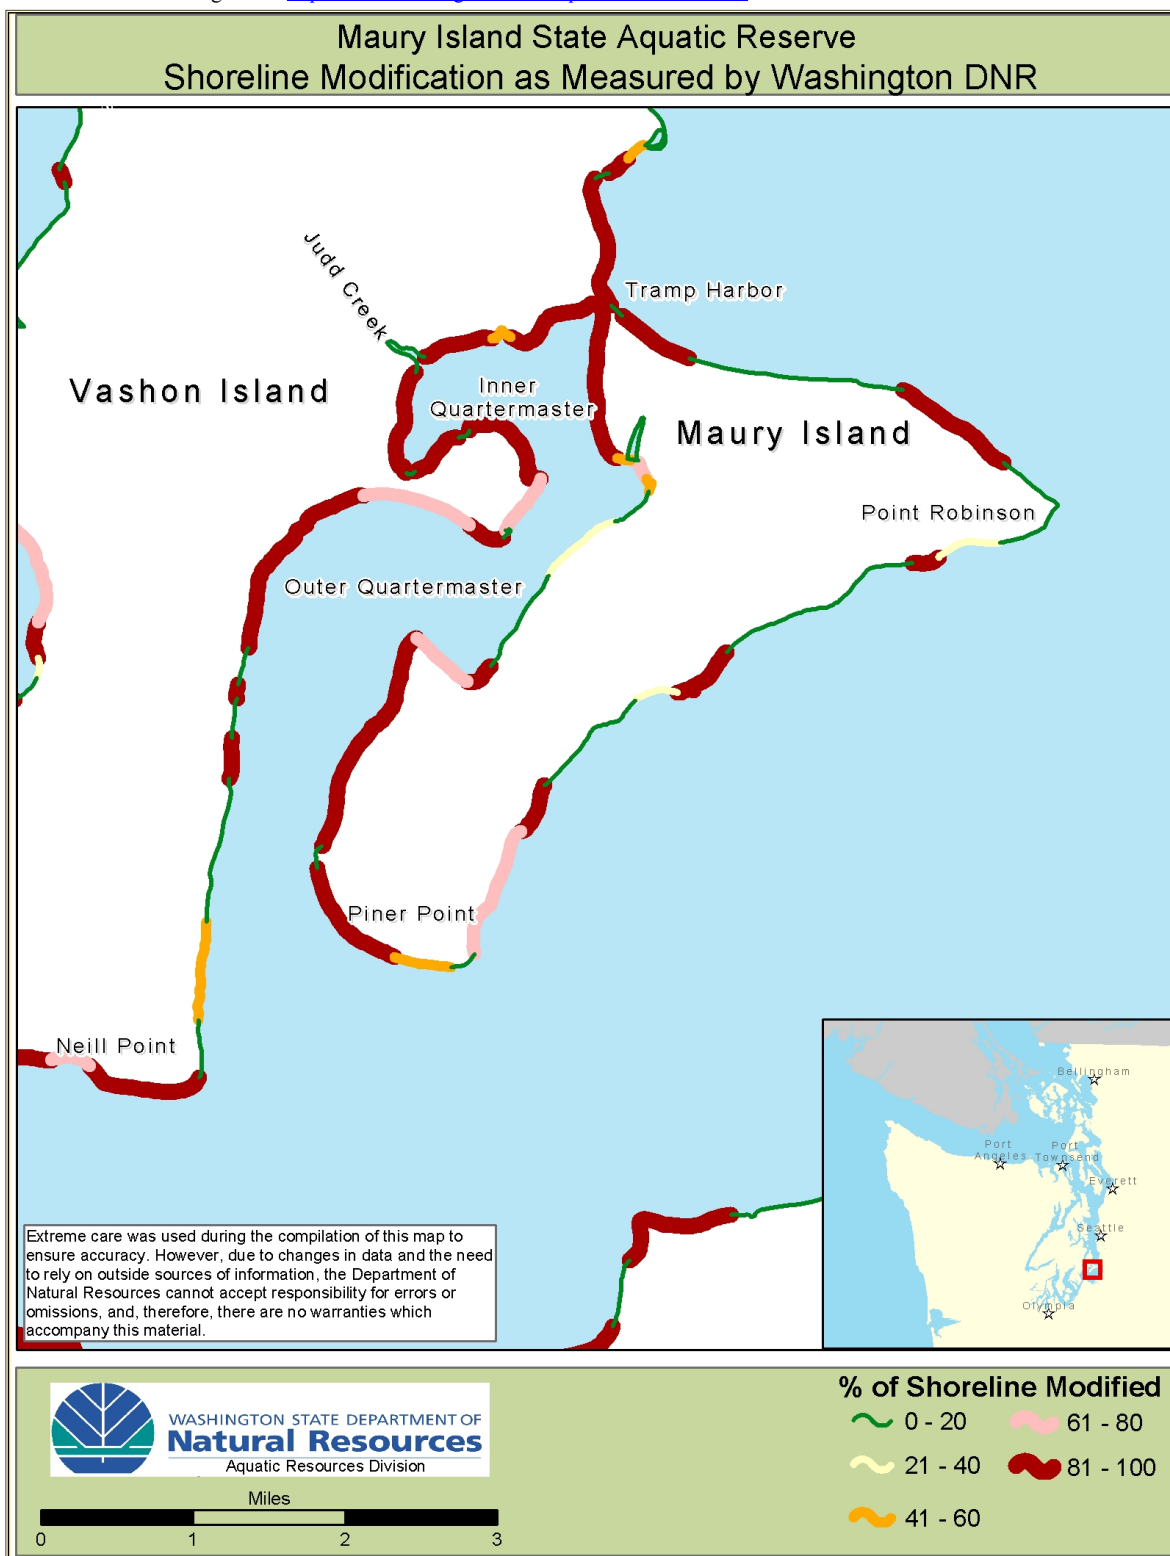 Maury Island State Aquatic Reserve
Shoreline Modification as Measured by Washington DNR
Judd Creek
Tramp Harbor
Vashon Island
Inner
Quartermaster
Maury Island
Point Robinson
Outer Quartermaster
Piner Point
Neill Point
Bellingham
Port
Angeles
Port
Townsend
Everett
Seattle
Olympia
Extreme care was used during the compilation of this map to
ensure accuracy. However, due to changes in data and the need
to rely on outside sources of information, the Department of
Natural Resources cannot accept responsibility for errors or
omissions, and, therefore, there are no warranties which
accompany this material.
WASHINGTON STATE DEPARTMENT OF
Natural Resources
Aquatic Resources Division
Miles
0 1 2 3
% of Shoreline Modified
0 - 20
61 - 80
21 - 40
81 - 100
41 - 60